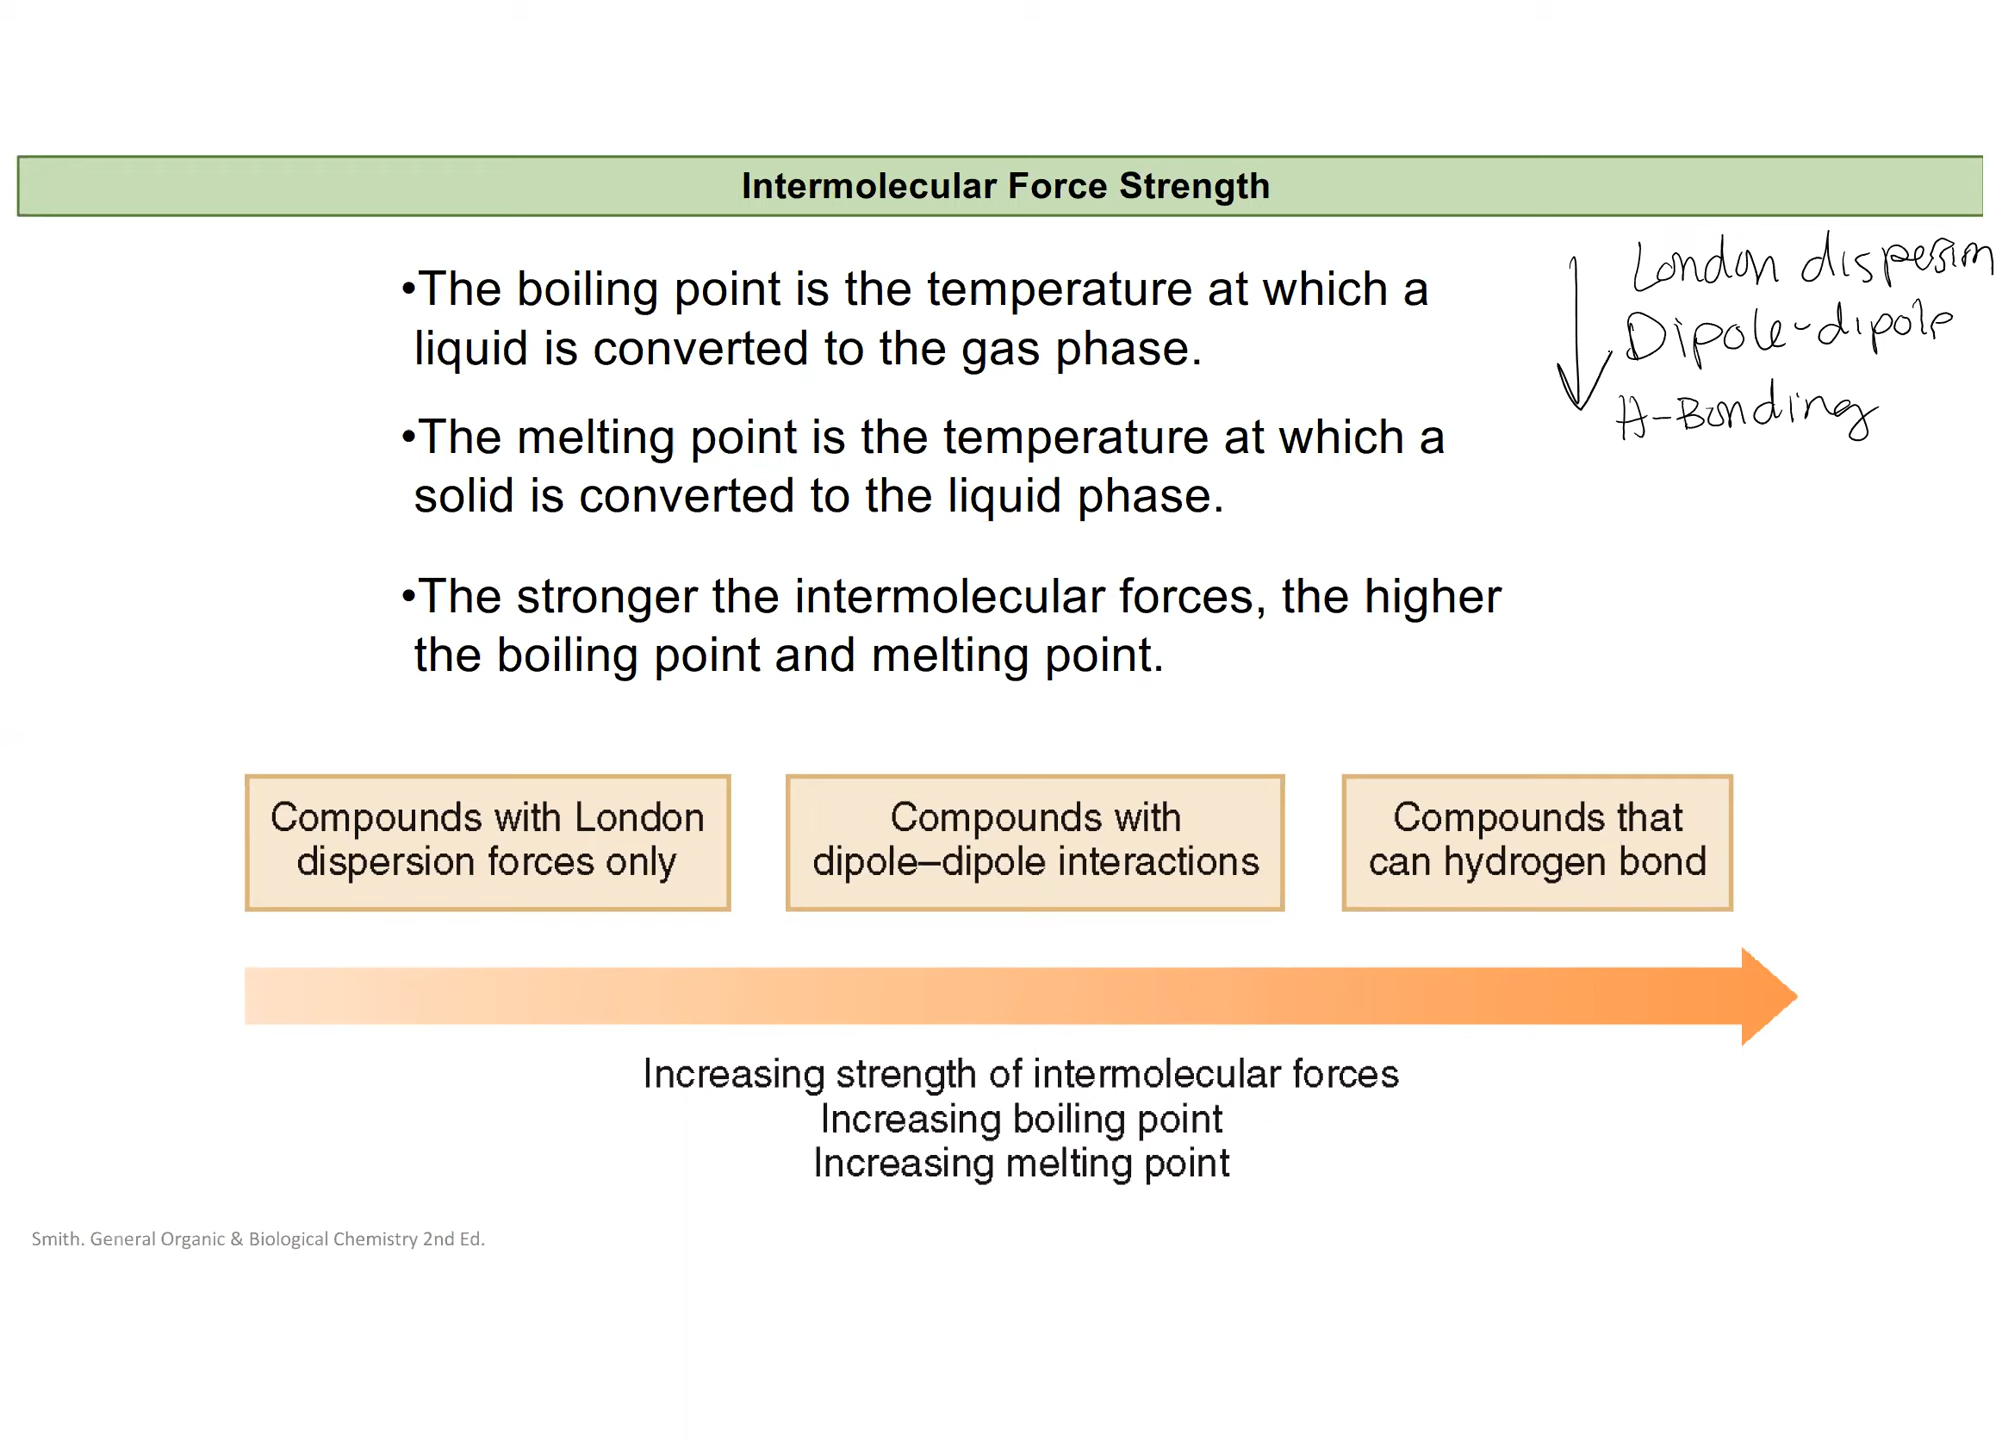 Intermolecular Force Strength
London dispersion
Dipole-dipole
H-Bonding
•The boiling point is the temperature at which a
liquid is converted to the gas phase.
•The melting point is the temperature at which a
solid is converted to the liquid phase.
•The stronger the intermolecular forces, the higher
the boiling point and melting point.
Compounds with London
dispersion forces only
Compounds with
dipole–dipole interactions
Compounds that
can hydrogen bond
Increasing strength of intermolecular forces
Increasing boiling point
Increasing melting point
Smith. General Organic & Biological Chemistry 2nd Ed.